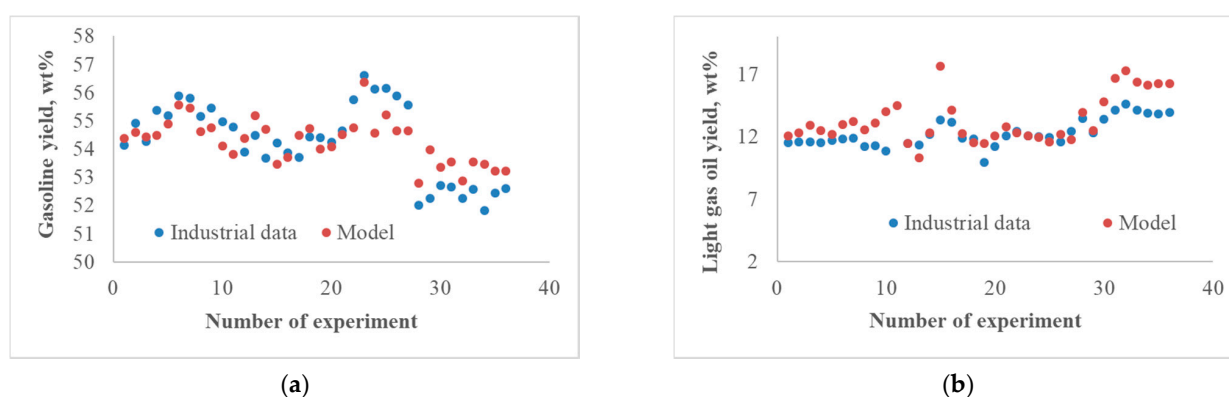 58
57
56
55
54
53
52
51
50
Gasoline yield, wt%
Industrial data
Model
0
10
20
30
40
Number of experiment
(a)
17
12
7
2
Light gas oil yield, wt%
Industrial data
Model
0
10
20
30
40
Number of experiment
(b)